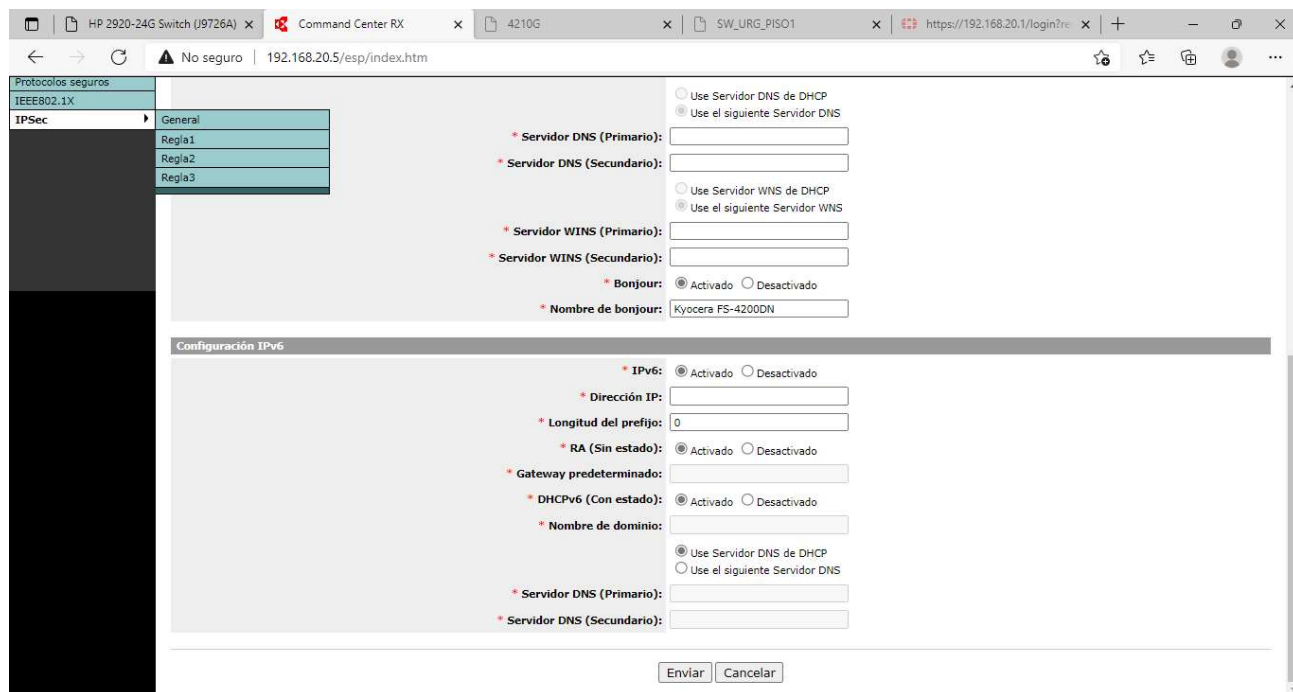 HP 2920-24G Switch (J9726A)
Command Center RX
4210G
SW_URG_PISO1
https://192.168.20.1/login?re
No seguro
192.168.20.5/esp/index.htm
Protocolos seguros
IEEE802.1X
IPSec
General
Regla1
Regla2
Regla3
Use Servidor DNS de DHCP
Use el siguiente Servidor DNS
* Servidor DNS (Primario):
* Servidor DNS (Secundario):
Use Servidor WNS de DHCP
Use el siguiente Servidor WNS
* Servidor WINS (Primario):
* Servidor WINS (Secundario):
* Bonjour: Activado Desactivado
* Nombre de bonjour: Kyocera FS-4200DN
Configuración IPv6
* IPv6: Activado Desactivado
* Dirección IP:
* Longitud del prefijo: 0
* RA (Sin estado): Activado Desactivado
* Gateway predeterminado:
* DHCPv6 (Con estado): Activado Desactivado
* Nombre de dominio:
Use Servidor DNS de DHCP
Use el siguiente Servidor DNS
* Servidor DNS (Primario):
* Servidor DNS (Secundario):
Enviar Cancelar